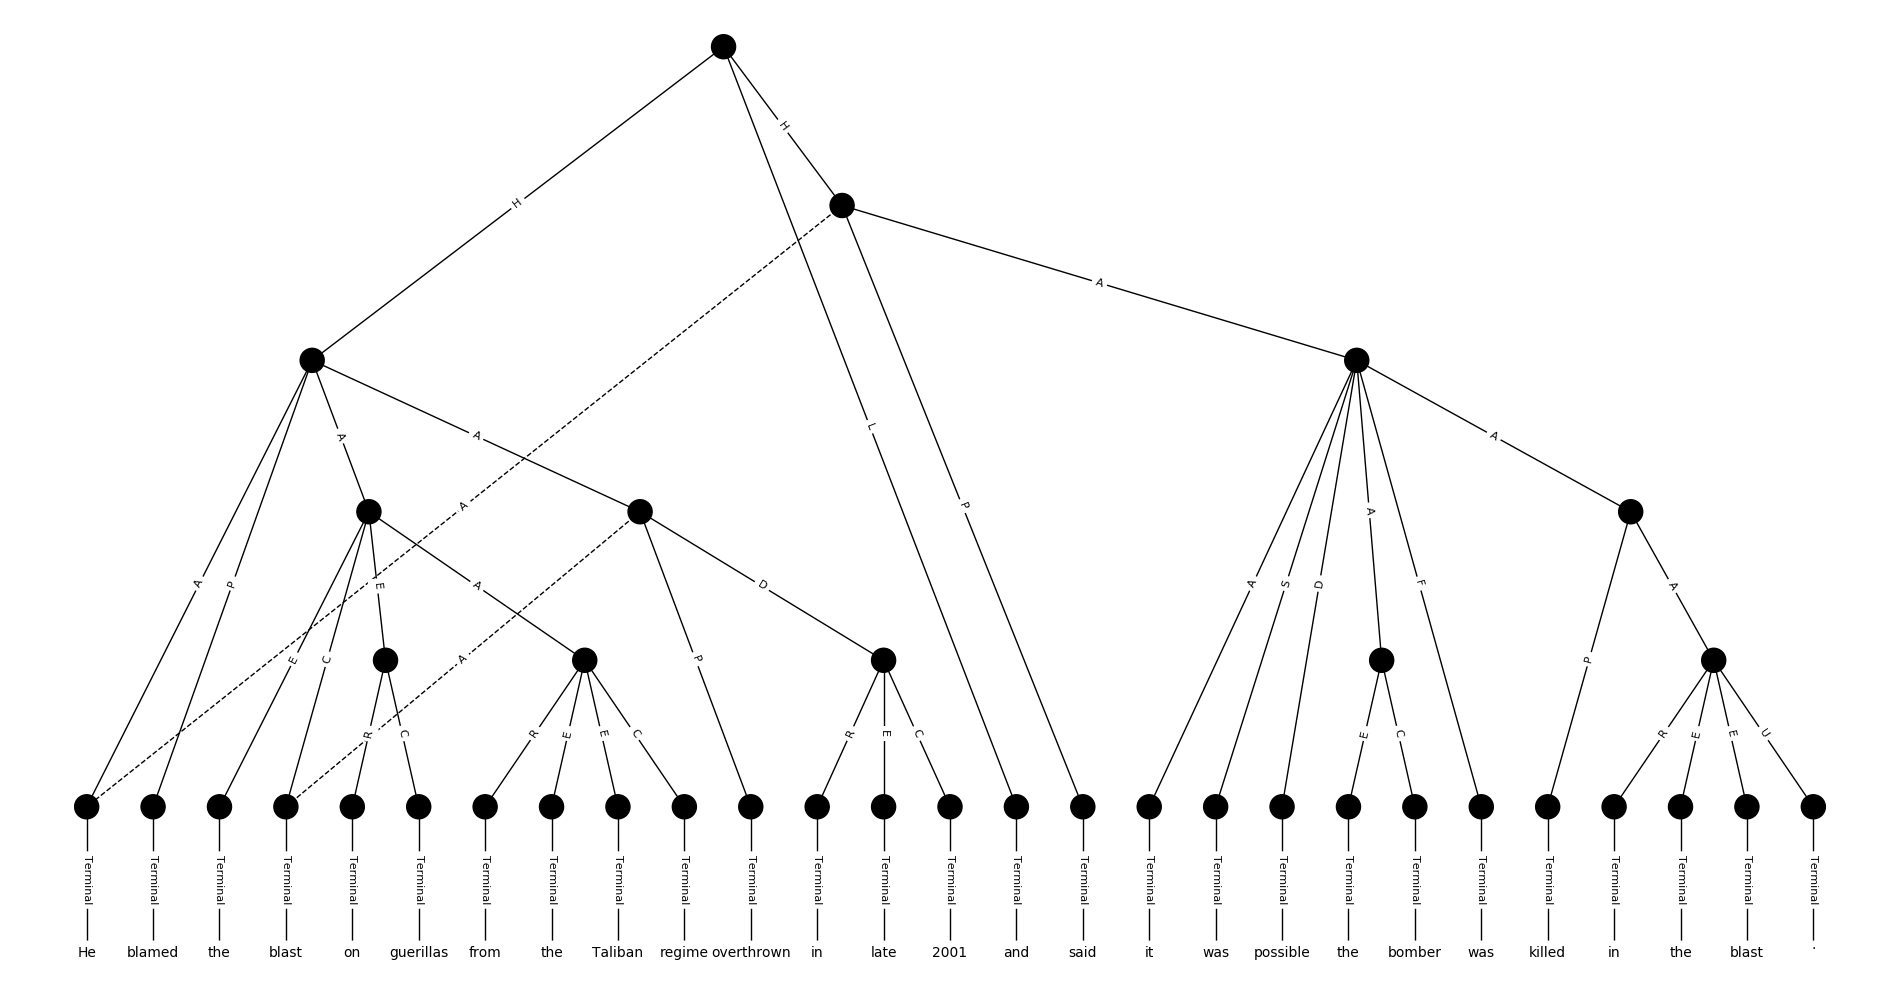 H
H
A
A
A
L
A
P
A
A
P
A
A
S
D
A
F
E
C
E
A
A
P
D
P
A
R
C
R
E
E
C
R
E
C
E
C
R
E
E
U
Terminal Terminal Terminal Terminal Terminal Terminal Terminal Terminal Terminal Terminal Terminal Terminal Terminal Terminal Terminal Terminal Terminal Terminal Terminal Terminal Terminal Terminal Terminal Terminal Terminal Terminal Terminal
He blamed the blast on guerillas from the Taliban regime overthrown in late 2001 and said it was possible the bomber was killed in the blast .